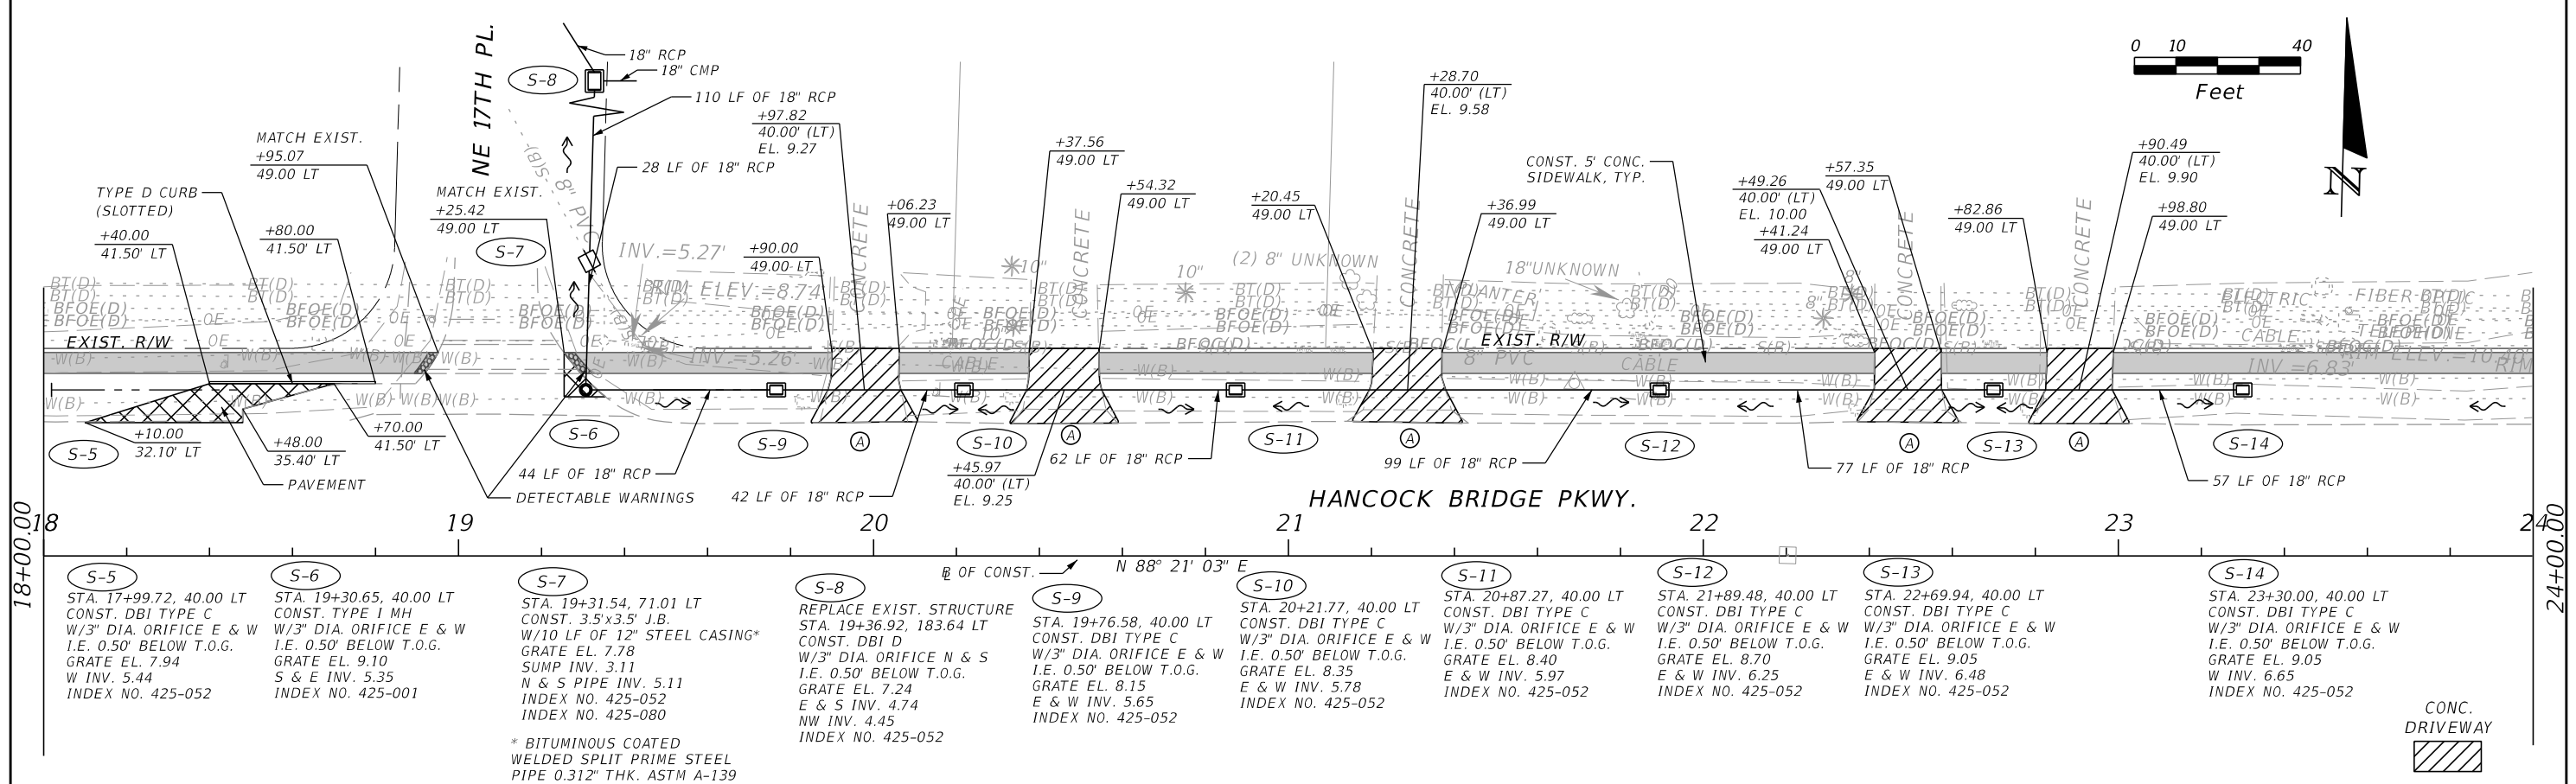 NE 17TH PL.
S-8
18" RCP
18" CMP
110 LF OF 18" RCP
+97.82
40.00' (LT)
EL. 9.27
28 LF OF 18" RCP
MATCH EXIST.
+95.07
49.00 LT
TYPE D CURB
(SLOTTED)
+40.00
41.50' LT
+80.00
41.50' LT
MATCH EXIST.
+25.42
49.00 LT
S-7
8" PVC
INV.=5.27'
+90.00
49.00 LT
CONCRETE
+06.23
49.00 LT
+37.56
49.00 LT
+54.32
49.00 LT
CONCRETE
10"
10"
+20.45
49.00 LT
(2) 8" UNKNOWN
+28.70
40.00' (LT)
EL. 9.58
CONCRETE
+36.99
49.00 LT
18"UNKNOWN
CONST. 5' CONC.
SIDEWALK, TYP.
+49.26
40.00' (LT)
EL. 10.00
+41.24
49.00 LT
+57.35
49.00 LT
CONCRETE
+82.86
49.00 LT
CONCRETE
+90.49
40.00' (LT)
EL. 9.90
+98.80
49.00 LT
0 10 40
Feet
N
BT(D)
BT(D)
BFOE(D)
BFOE(D)
OE
RIM ELEV.=8.74'
PLANTER
ELECTRIC
FIBER OPTIC
CABLE
EXIST. R/W
W(B)
INV.=5.26'
CABLE
EXIST. R/W
8" PVC
CABLE
INV =6.83'
RIM
+10.00
32.10' LT
+48.00
35.40' LT
+70.00
41.50' LT
S-5
PAVEMENT
DETECTABLE WARNINGS
S-6
44 LF OF 18" RCP
S-9
A
42 LF OF 18" RCP
S-10
+45.97
40.00' (LT)
EL. 9.25
A
62 LF OF 18" RCP
S-11
A
99 LF OF 18" RCP
S-12
77 LF OF 18" RCP
A
S-13
A
57 LF OF 18" RCP
S-14
HANCOCK BRIDGE PKWY.
18+00.00
18 19 20 21 22 23 24
24+00.00
B OF CONST.
N 88° 21' 03" E
S-5
STA. 17+99.72, 40.00 LT
CONST. DBI TYPE C
W/3" DIA. ORIFICE E & W
I.E. 0.50' BELOW T.O.G.
GRATE EL. 7.94
W INV. 5.44
INDEX NO. 425-052
S-6
STA. 19+30.65, 40.00 LT
CONST. TYPE I MH
W/3" DIA. ORIFICE E & W
I.E. 0.50' BELOW T.O.G.
GRATE EL. 9.10
S & E INV. 5.35
INDEX NO. 425-001
S-7
STA. 19+31.54, 71.01 LT
CONST. 3.5'x3.5' J.B.
W/10 LF OF 12" STEEL CASING*
GRATE EL. 7.78
SUMP INV. 3.11
N & S PIPE INV. 5.11
INDEX NO. 425-052
INDEX NO. 425-080
* BITUMINOUS COATED
WELDED SPLIT PRIME STEEL
PIPE 0.312" THK. ASTM A-139
S-8
REPLACE EXIST. STRUCTURE
STA. 19+36.92, 183.64 LT
CONST. DBI D
W/3" DIA. ORIFICE N & S
I.E. 0.50' BELOW T.O.G.
GRATE EL. 7.24
E & S INV. 4.74
NW INV. 4.45
INDEX NO. 425-052
S-9
STA. 19+76.58, 40.00 LT
CONST. DBI TYPE C
W/3" DIA. ORIFICE E & W
I.E. 0.50' BELOW T.O.G.
GRATE EL. 8.15
E & W INV. 5.65
INDEX NO. 425-052
S-10
STA. 20+21.77, 40.00 LT
CONST. DBI TYPE C
W/3" DIA. ORIFICE E & W
I.E. 0.50' BELOW T.O.G.
GRATE EL. 8.35
E & W INV. 5.78
INDEX NO. 425-052
S-11
STA. 20+87.27, 40.00 LT
CONST. DBI TYPE C
W/3" DIA. ORIFICE E & W
I.E. 0.50' BELOW T.O.G.
GRATE EL. 8.40
E & W INV. 5.97
INDEX NO. 425-052
S-12
STA. 21+89.48, 40.00 LT
CONST. DBI TYPE C
W/3" DIA. ORIFICE E & W
I.E. 0.50' BELOW T.O.G.
GRATE EL. 8.70
E & W INV. 6.25
INDEX NO. 425-052
S-13
STA. 22+69.94, 40.00 LT
CONST. DBI TYPE C
W/3" DIA. ORIFICE E & W
I.E. 0.50' BELOW T.O.G.
GRATE EL. 9.05
E & W INV. 6.48
INDEX NO. 425-052
S-14
STA. 23+30.00, 40.00 LT
CONST. DBI TYPE C
W/3" DIA. ORIFICE E & W
I.E. 0.50' BELOW T.O.G.
GRATE EL. 9.05
W INV. 6.65
INDEX NO. 425-052
CONC.
DRIVEWAY